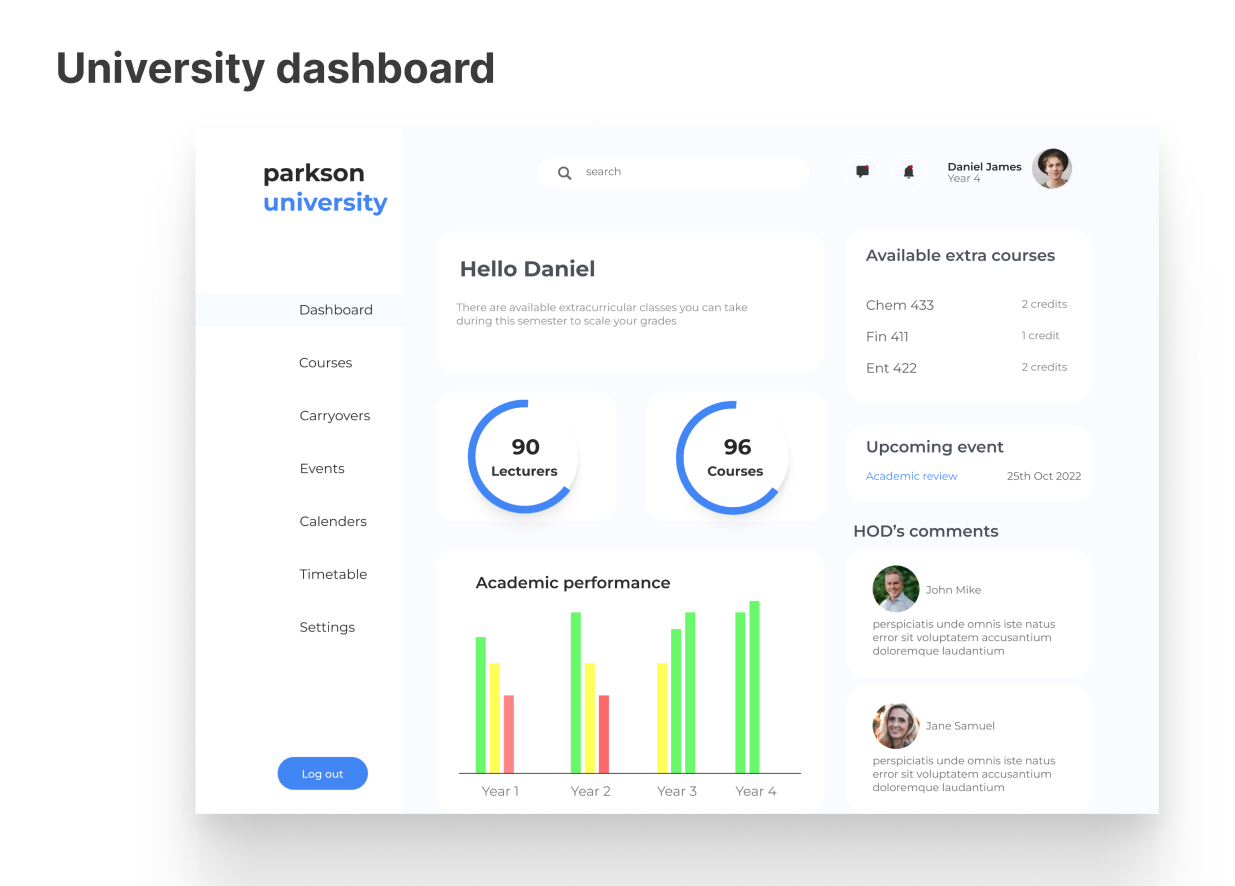 University dashboard
parkson
university
search
Daniel James
Year 4
Dashboard
Courses
Carryovers
Events
Calenders
Timetable
Settings
Log out
Hello Daniel
There are available extracurricular classes you can take
during this semester to scale your grades
90
Lecturers
96
Courses
Academic performance
Year 1
Year 2
Year 3
Year 4
Available extra courses
Chem 433
2 credits
Fin 411
1 credit
Ent 422
2 credits
Upcoming event
Academic review
25th Oct 2022
HOD’s comments
John Mike
perspiciatis unde omnis iste natus
error sit voluptatem accusantium
doloremque laudantium
Jane Samuel
perspiciatis unde omnis iste natus
error sit voluptatem accusantium
doloremque laudantium